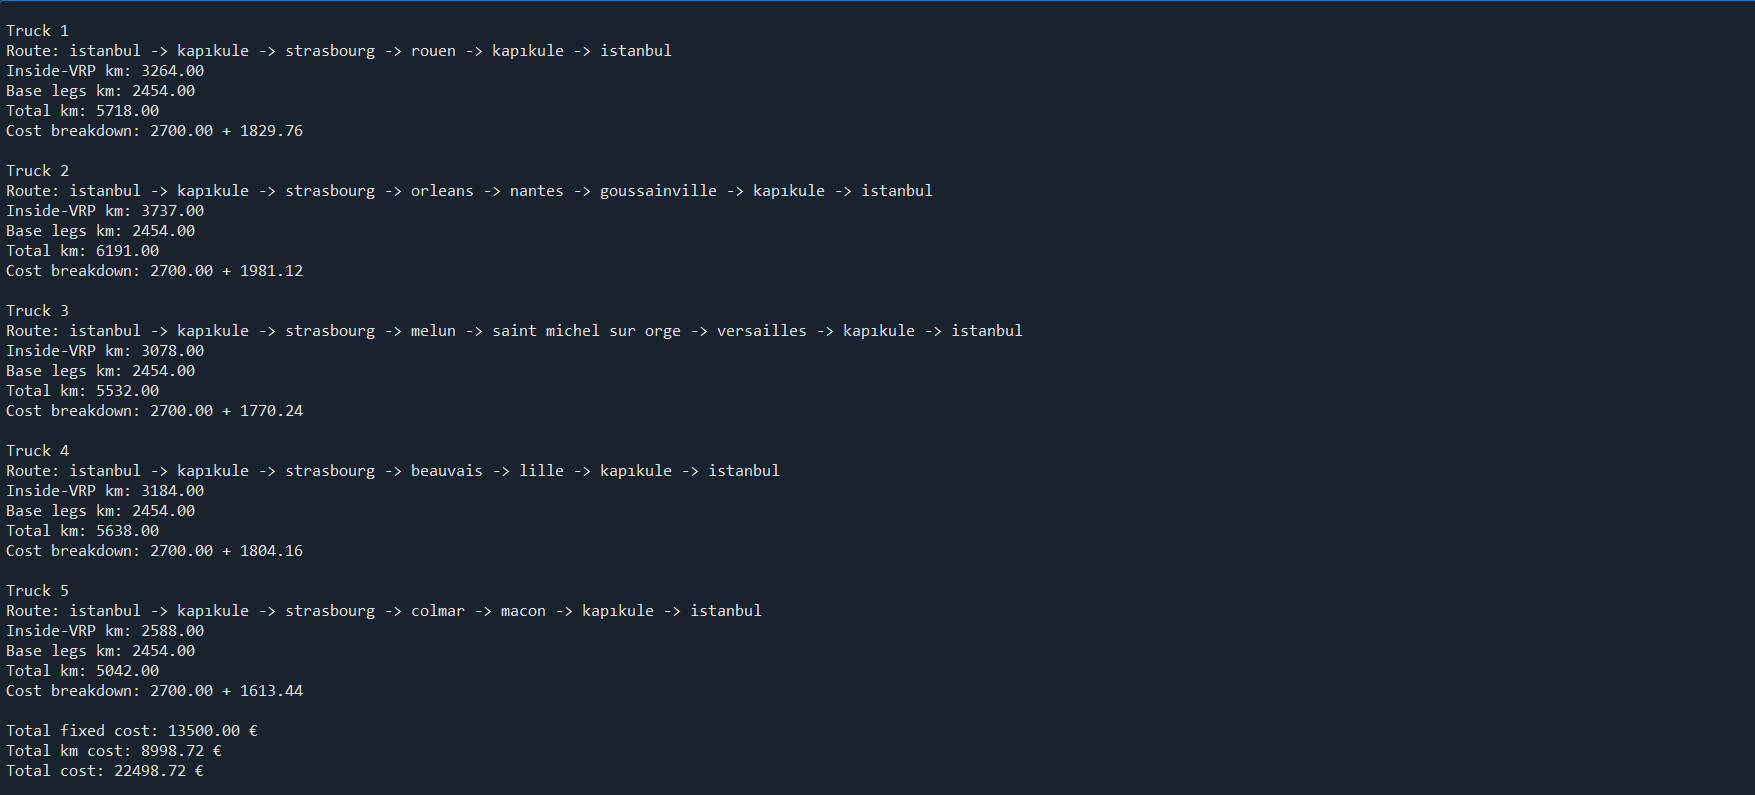 Truck 1
Route: istanbul -> kapıkule -> strasbourg -> rouen -> kapıkule -> istanbul
Inside-VRP km: 3264.00
Base legs km: 2454.00
Total km: 5718.00
Cost breakdown: 2700.00 + 1829.76
Truck 2
Route: istanbul -> kapıkule -> strasbourg -> orleans -> nantes -> goussainville -> kapıkule -> istanbul
Inside-VRP km: 3737.00
Base legs km: 2454.00
Total km: 6191.00
Cost breakdown: 2700.00 + 1981.12
Truck 3
Route: istanbul -> kapıkule -> strasbourg -> melun -> saint michel sur orge -> versailles -> kapıkule -> istanbul
Inside-VRP km: 3078.00
Base legs km: 2454.00
Total km: 5532.00
Cost breakdown: 2700.00 + 1770.24
Truck 4
Route: istanbul -> kapıkule -> strasbourg -> beauvais -> lille -> kapıkule -> istanbul
Inside-VRP km: 3184.00
Base legs km: 2454.00
Total km: 5638.00
Cost breakdown: 2700.00 + 1804.16
Truck 5
Route: istanbul -> kapıkule -> strasbourg -> colmar -> macon -> kapıkule -> istanbul
Inside-VRP km: 2588.00
Base legs km: 2454.00
Total km: 5042.00
Cost breakdown: 2700.00 + 1613.44
Total fixed cost: 13500.00 €
Total km cost: 8998.72 €
Total cost: 22498.72 €